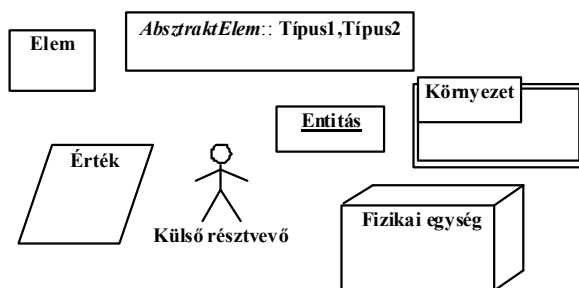 AbsztraktElem:: Típus1,Típus2
Elem
Környezet
Entitás
Érték
Külső résztvevő
Fizikai egység